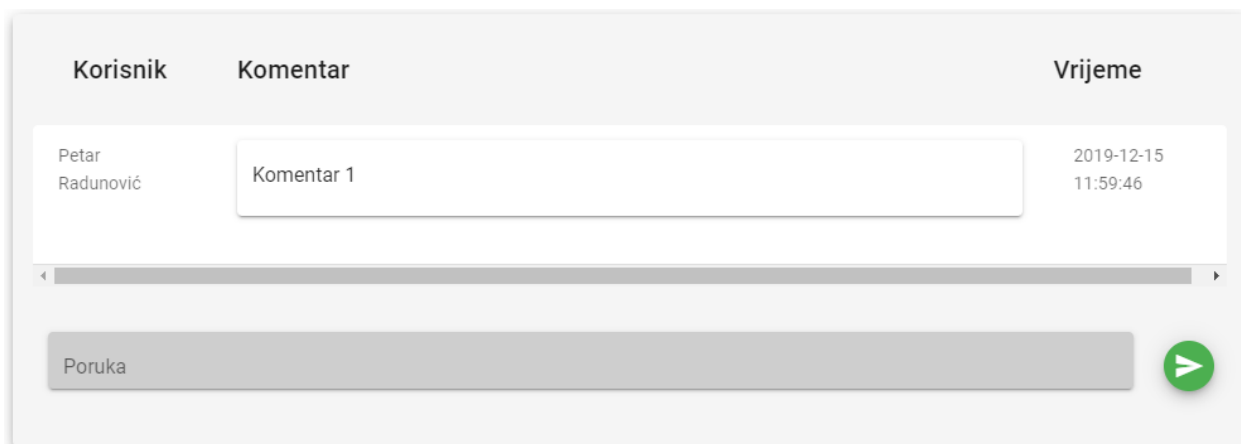 Korisnik Komentar Vrijeme
Petar
Radunović
Komentar 1
2019-12-15
11:59:46
Poruka